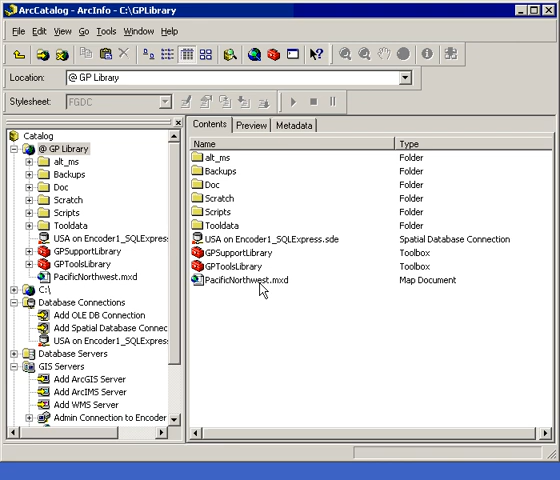 ArcCatalog - ArcInfo - C:\GPLibrary
File Edit View Go Tools Window Help
Location: @ GP Library
Stylesheet: FGDC
Contents Preview Metadata
Catalog
@ GP Library
alt_ms
Backups
Doc
Scratch
Scripts
Tooldata
USA on Encoder1_SQLExpress
GPSupportLibrary
GPToolsLibrary
PacificNorthwest.mxd
C:\
Database Connections
Add OLE DB Connection
Add Spatial Database Connec
USA on Encoder1_SQLExpress
Database Servers
GIS Servers
Add ArcGIS Server
Add ArcIMS Server
Add WMS Server
Admin Connection to Encoder
Name Type
alt_ms Folder
Backups Folder
Doc Folder
Scratch Folder
Scripts Folder
Tooldata Folder
USA on Encoder1_SQLExpress.sde Spatial Database Connection
GPSupportLibrary Toolbox
GPToolsLibrary Toolbox
PacificNorthwest.mxd Map Document